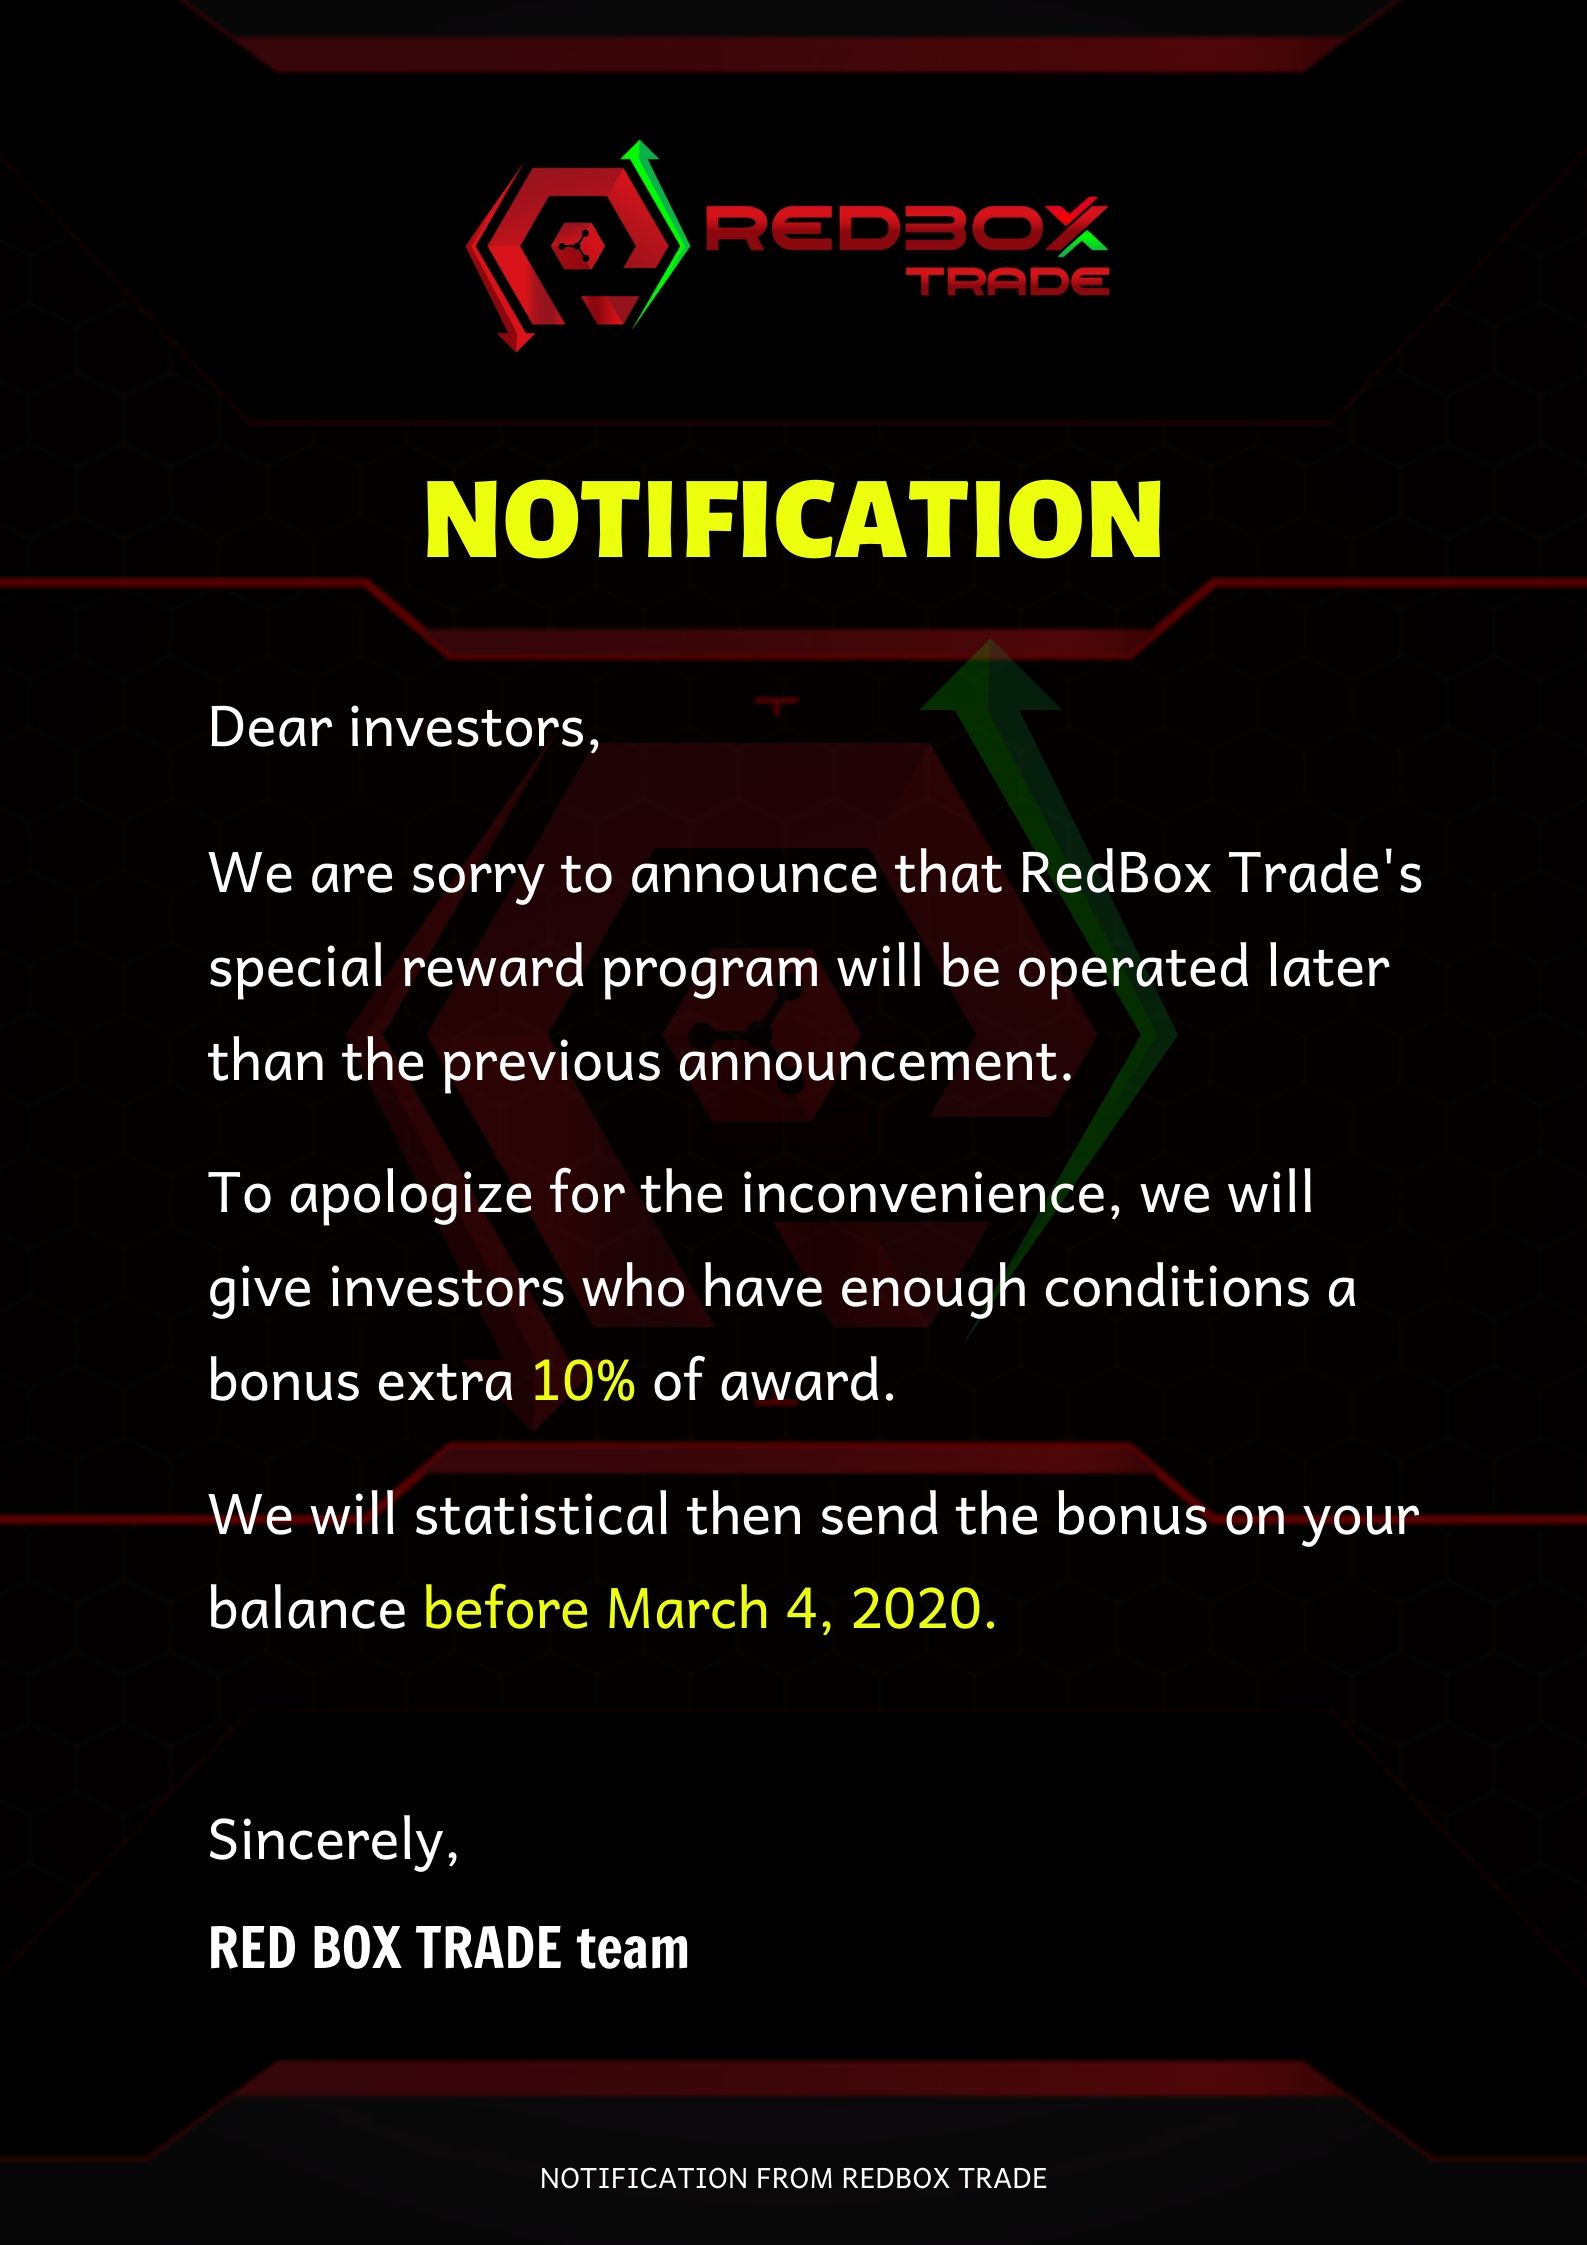 REDBOX
TRADE
NOTIFICATION
Dear investors,
We are sorry to announce that RedBox Trade's
special reward program will be operated later
than the previous announcement.
To apologize for the inconvenience, we will
give investors who have enough conditions a
bonus extra 10% of award.
We will statistical then send the bonus on your
balance before March 4, 2020.
Sincerely,
RED BOX TRADE team
NOTIFICATION FROM REDBOX TRADE